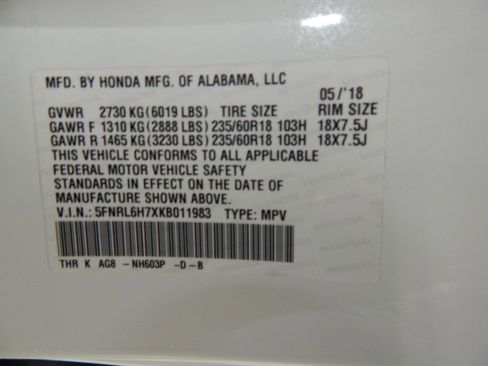 MFD. BY HONDA MFG. OF ALABAMA, LLC
05/'18
GVWR 2730 KG(6019 LBS) TIRE SIZE RIM SIZE
GAWR F 1310 KG(2888 LBS) 235/60R18 103H 18X7.5J
GAWR R 1465 KG(3230 LBS) 235/60R18 103H 18X7.5J
THIS VEHICLE CONFORMS TO ALL APPLICABLE
FEDERAL MOTOR VEHICLE SAFETY
STANDARDS IN EFFECT ON THE DATE OF
MANUFACTURE SHOWN ABOVE.
V.I.N.: 5FNRL6H7XKB011983 TYPE: MPV
THR K AG8 -NH603P -D-B